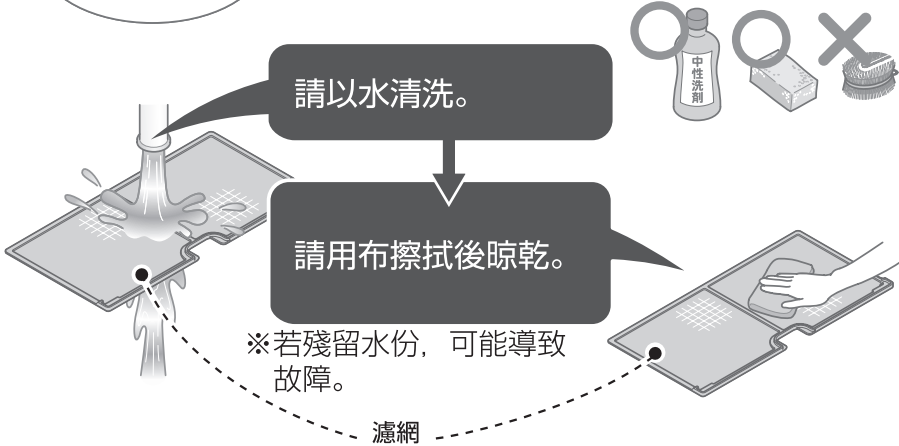 中性洗剤
請以水清洗。
請用布擦拭後晾乾。
※若殘留水份，可能導致
故障。
濾網